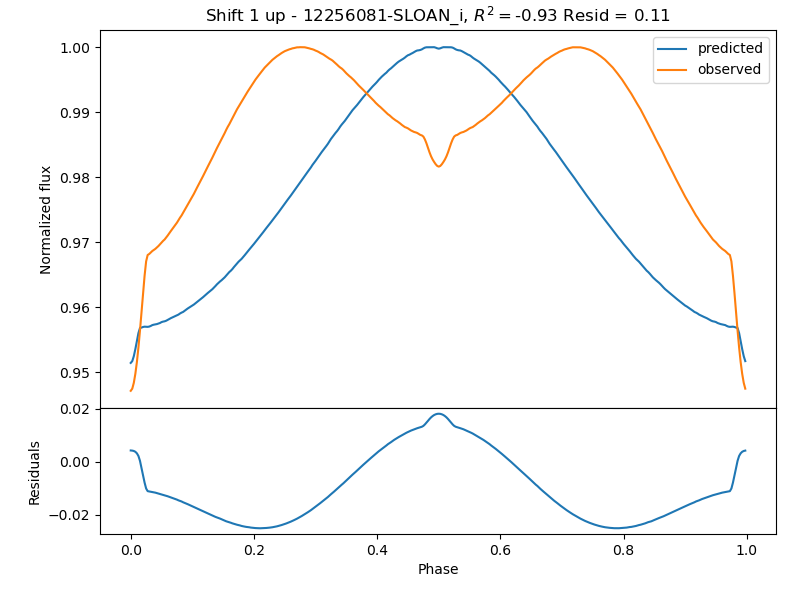 Shift 1 up - 12256081-SLOAN_i, R² = -0.93 Resid = 0.11
predicted
observed
1.00
0.99
0.98
0.97
0.96
0.95
Normalized flux
0.02
0.00
−0.02
Residuals
0.0
0.2
0.4
0.6
0.8
1.0
Phase